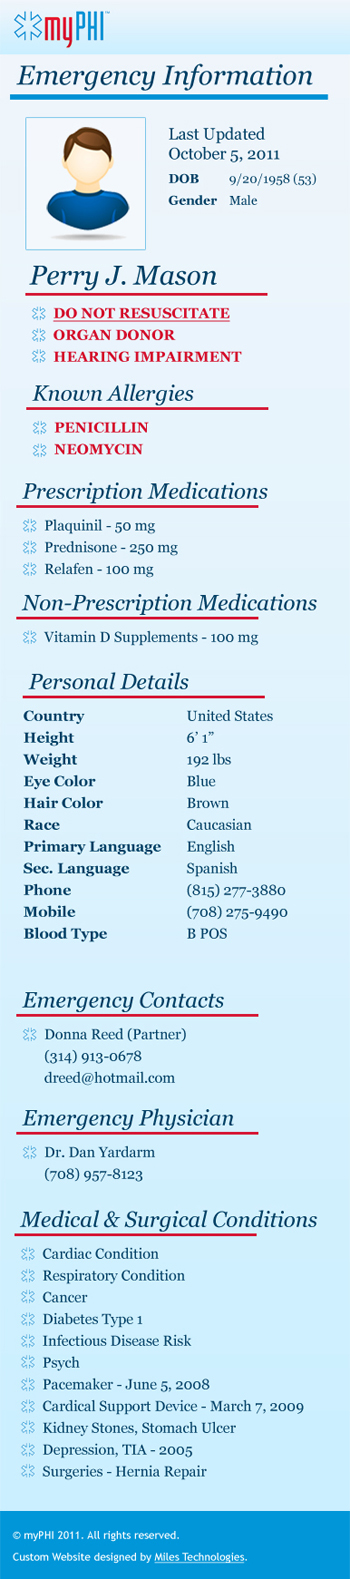 myPHI™
Emergency Information
Last Updated
October 5, 2011
DOB 9/20/1958 (53)
Gender Male
Perry J. Mason
DO NOT RESUSCITATE
ORGAN DONOR
HEARING IMPAIRMENT
Known Allergies
PENICILLIN
NEOMYCIN
Prescription Medications
Plaquinil - 50 mg
Prednisone - 250 mg
Relafen - 100 mg
Non-Prescription Medications
Vitamin D Supplements - 100 mg
Personal Details
Country United States
Height 6’ 1”
Weight 192 lbs
Eye Color Blue
Hair Color Brown
Race Caucasian
Primary Language English
Sec. Language Spanish
Phone (815) 277-3880
Mobile (708) 275-9490
Blood Type B POS
Emergency Contacts
Donna Reed (Partner)
(314) 913-0678
dreed@hotmail.com
Emergency Physician
Dr. Dan Yardarm
(708) 957-8123
Medical & Surgical Conditions
Cardiac Condition
Respiratory Condition
Cancer
Diabetes Type 1
Infectious Disease Risk
Psych
Pacemaker - June 5, 2008
Cardical Support Device - March 7, 2009
Kidney Stones, Stomach Ulcer
Depression, TIA - 2005
Surgeries - Hernia Repair
© myPHI 2011. All rights reserved.
Custom Website designed by Miles Technologies.